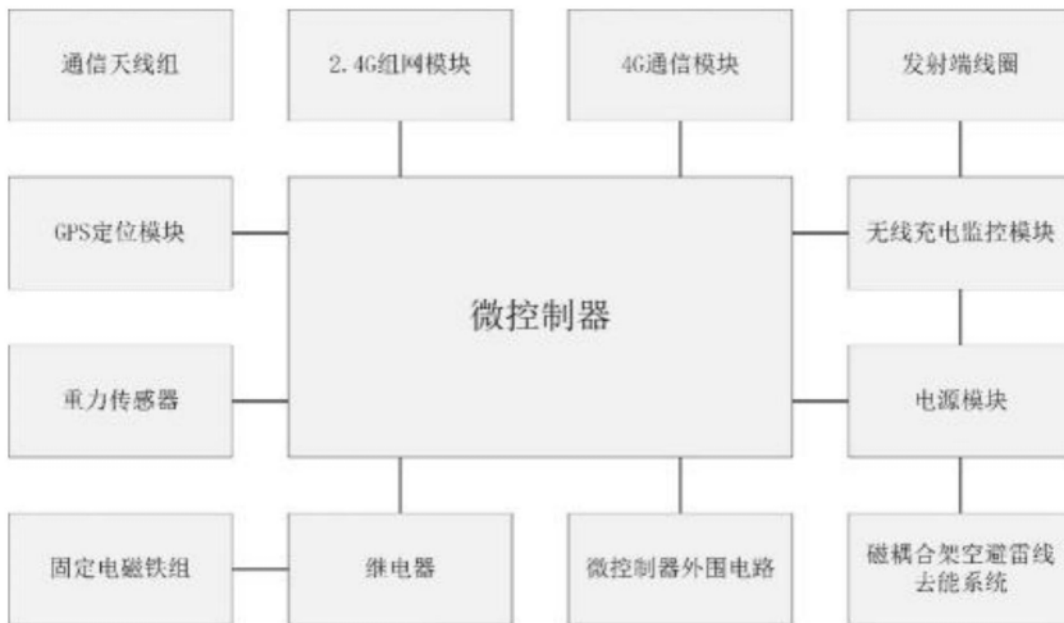 通信天线组
2.4G组网模块
4G通信模块
发射端线圈
GPS定位模块
微控制器
无线充电监控模块
重力传感器
电源模块
固定电磁铁组
继电器
微控制器外围电路
磁耦合架空避雷线
去能系统